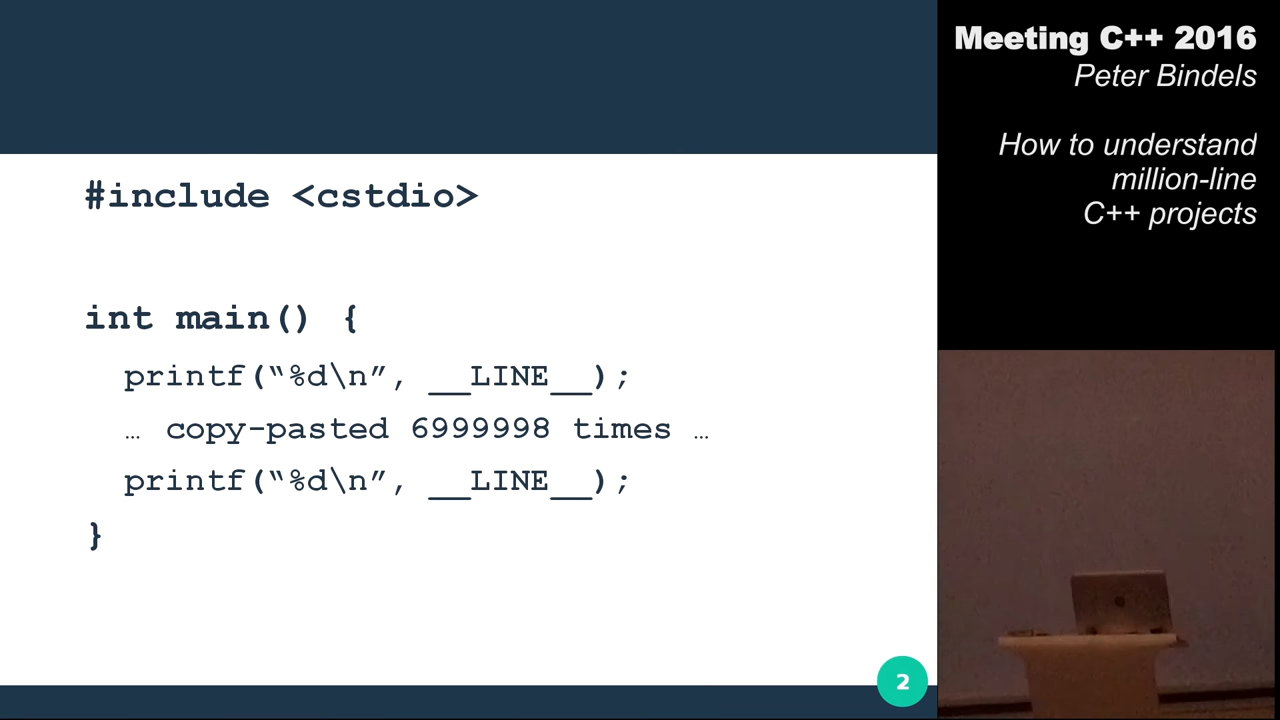 #include <cstdio>
int main() {
printf(“%d\n”, __LINE__);
… copy-pasted 6999998 times …
printf(“%d\n”, __LINE__);
}
2
Meeting C++ 2016
Peter Bindels
How to understand
million-line
C++ projects